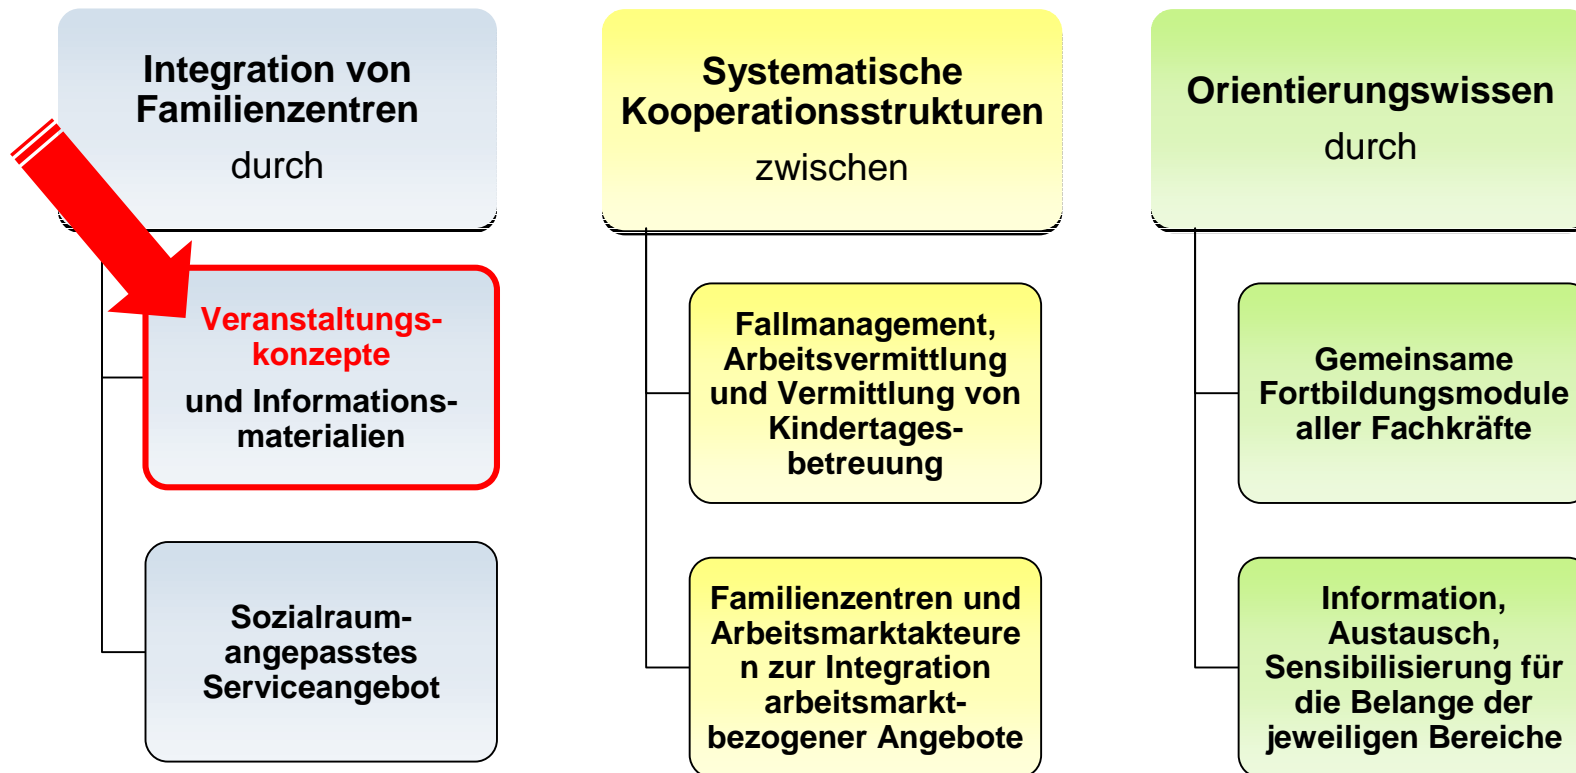 Integration von
Familienzentren
durch
Veranstaltungs-
konzepte
und Informations-
materialien
Sozialraum-
angepasstes
Serviceangebot
Systematische
Kooperationsstrukturen
zwischen
Fallmanagement,
Arbeitsvermittlung
und Vermittlung von
Kindertages-
betreuung
Familienzentren und
Arbeitsmarktakteure
n zur Integration
arbeitsmarkt-
bezogener Angebote
Orientierungswissen
durch
Gemeinsame
Fortbildungsmodule
aller Fachkräfte
Information,
Austausch,
Sensibilisierung für
die Belange der
jeweiligen Bereiche